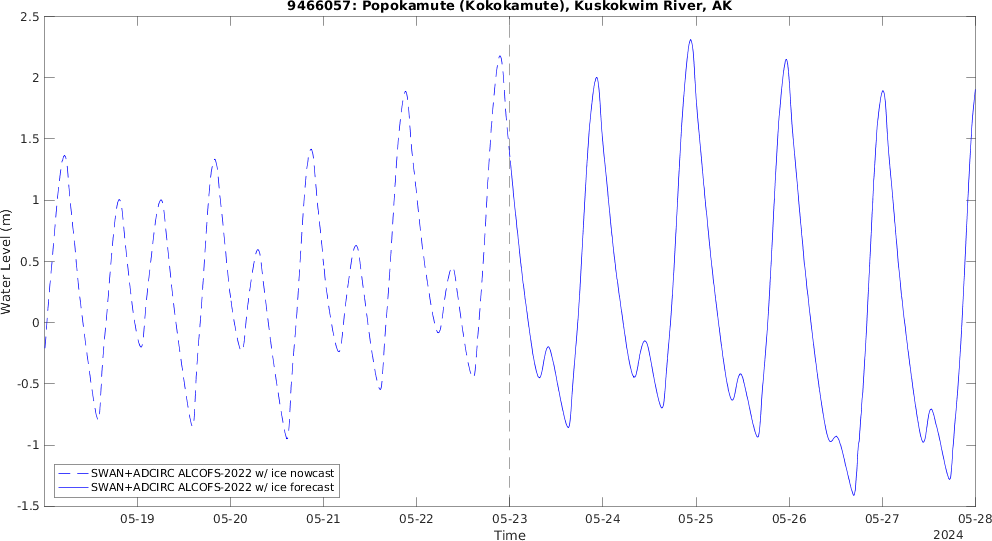 9466057: Popokamute (Kokokamute), Kuskokwim River, AK
2.5
2
1.5
1
0.5
0
-0.5
-1
-1.5
Water Level (m)
SWAN+ADCIRC ALCOFS-2022 w/ ice nowcast
SWAN+ADCIRC ALCOFS-2022 w/ ice forecast
05-19 05-20 05-21 05-22 05-23 05-24 05-25 05-26 05-27 05-28
Time
2024